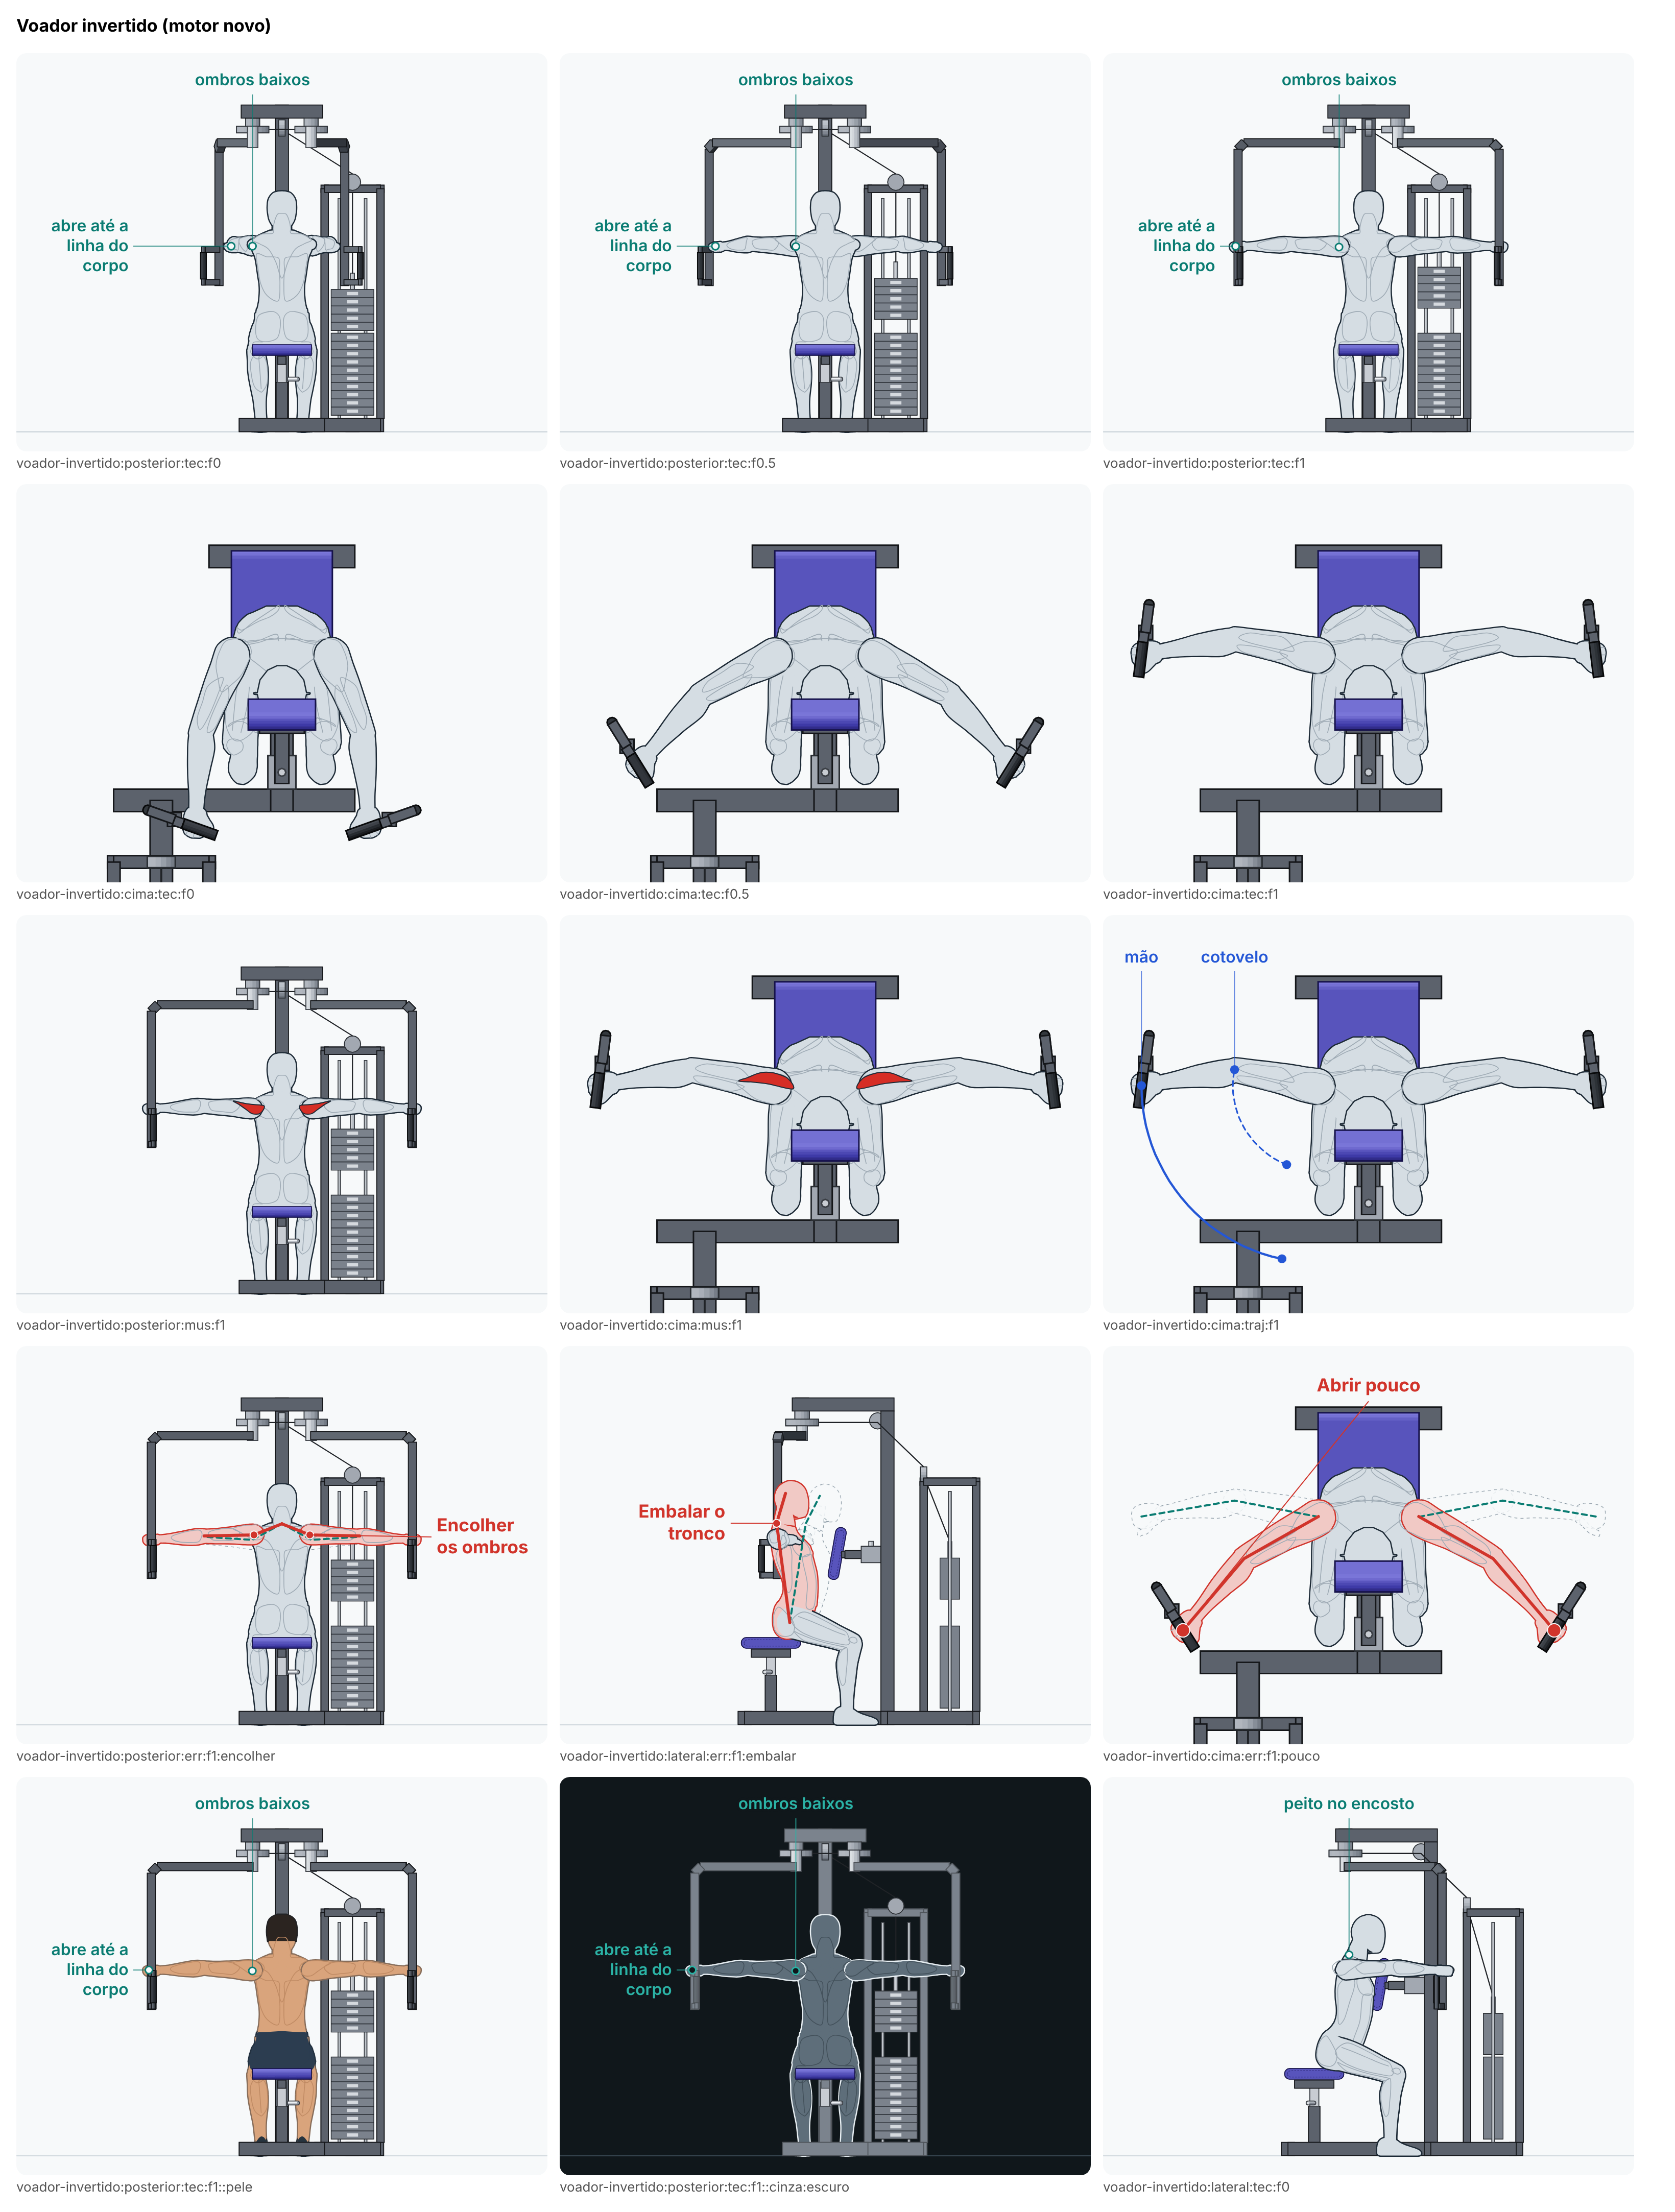 Voador invertido (motor novo)
ombros baixos
abre até a
linha do
corpo
voador-invertido:posterior:tec:f0
ombros baixos
abre até a
linha do
corpo
voador-invertido:posterior:tec:f0.5
ombros baixos
abre até a
linha do
corpo
voador-invertido:posterior:tec:f1
voador-invertido:cima:tec:f0
voador-invertido:cima:tec:f0.5
voador-invertido:cima:tec:f1
voador-invertido:posterior:mus:f1
voador-invertido:cima:mus:f1
mão
cotovelo
voador-invertido:cima:traj:f1
Encolher
os ombros
voador-invertido:posterior:err:f1:encolher
Embalar o
tronco
voador-invertido:lateral:err:f1:embalar
Abrir pouco
voador-invertido:cima:err:f1:pouco
ombros baixos
abre até a
linha do
corpo
voador-invertido:posterior:tec:f1::pele
ombros baixos
abre até a
linha do
corpo
voador-invertido:posterior:tec:f1::cinza:escuro
peito no encosto
voador-invertido:lateral:tec:f0